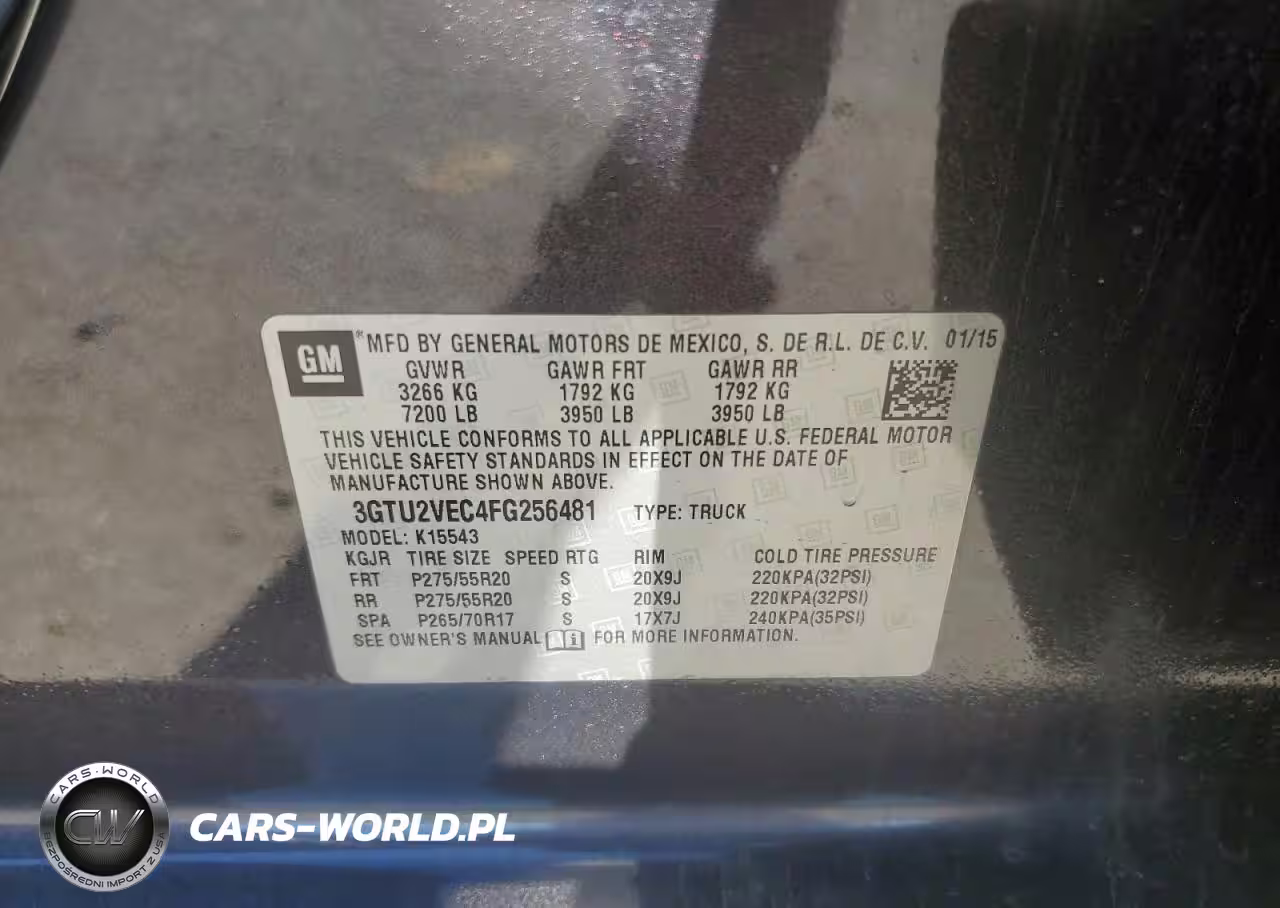 GM
MFD BY GENERAL MOTORS DE MEXICO, S. DE R.L. DE C.V. 01/15
GVWR GAWR FRT GAWR RR
3266 KG 1792 KG 1792 KG
7200 LB 3950 LB 3950 LB
THIS VEHICLE CONFORMS TO ALL APPLICABLE U.S. FEDERAL MOTOR
VEHICLE SAFETY STANDARDS IN EFFECT ON THE DATE OF
MANUFACTURE SHOWN ABOVE.
3GTU2VEC4FG256481 TYPE: TRUCK
MODEL: K15543
KGJR TIRE SIZE SPEED RTG RIM COLD TIRE PRESSURE
FRT P275/55R20 S 20X9J 220KPA(32PSI)
RR P275/55R20 S 20X9J 220KPA(32PSI)
SPA P265/70R17 S 17X7J 240KPA(35PSI)
SEE OWNER'S MANUAL FOR MORE INFORMATION.
CARS-WORLD
CW
BEZPOŚREDNI IMPORT Z USA
CARS-WORLD.PL